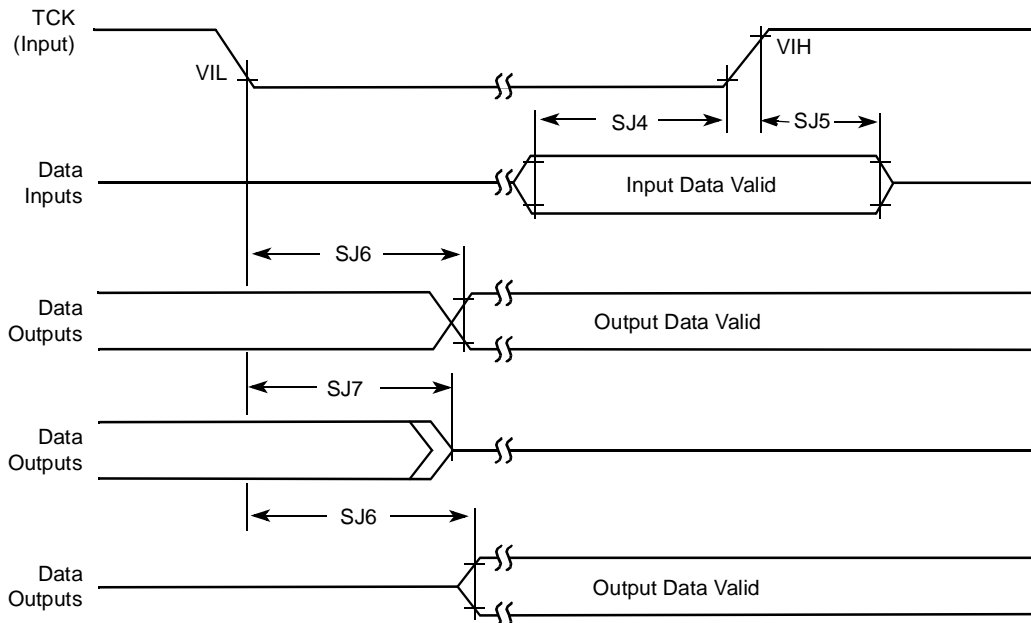 TCK
(Input)
VIL
VIH
SJ4
SJ5
Data
Inputs
Input Data Valid
SJ6
Data
Outputs
Output Data Valid
SJ7
Data
Outputs
SJ6
Data
Outputs
Output Data Valid